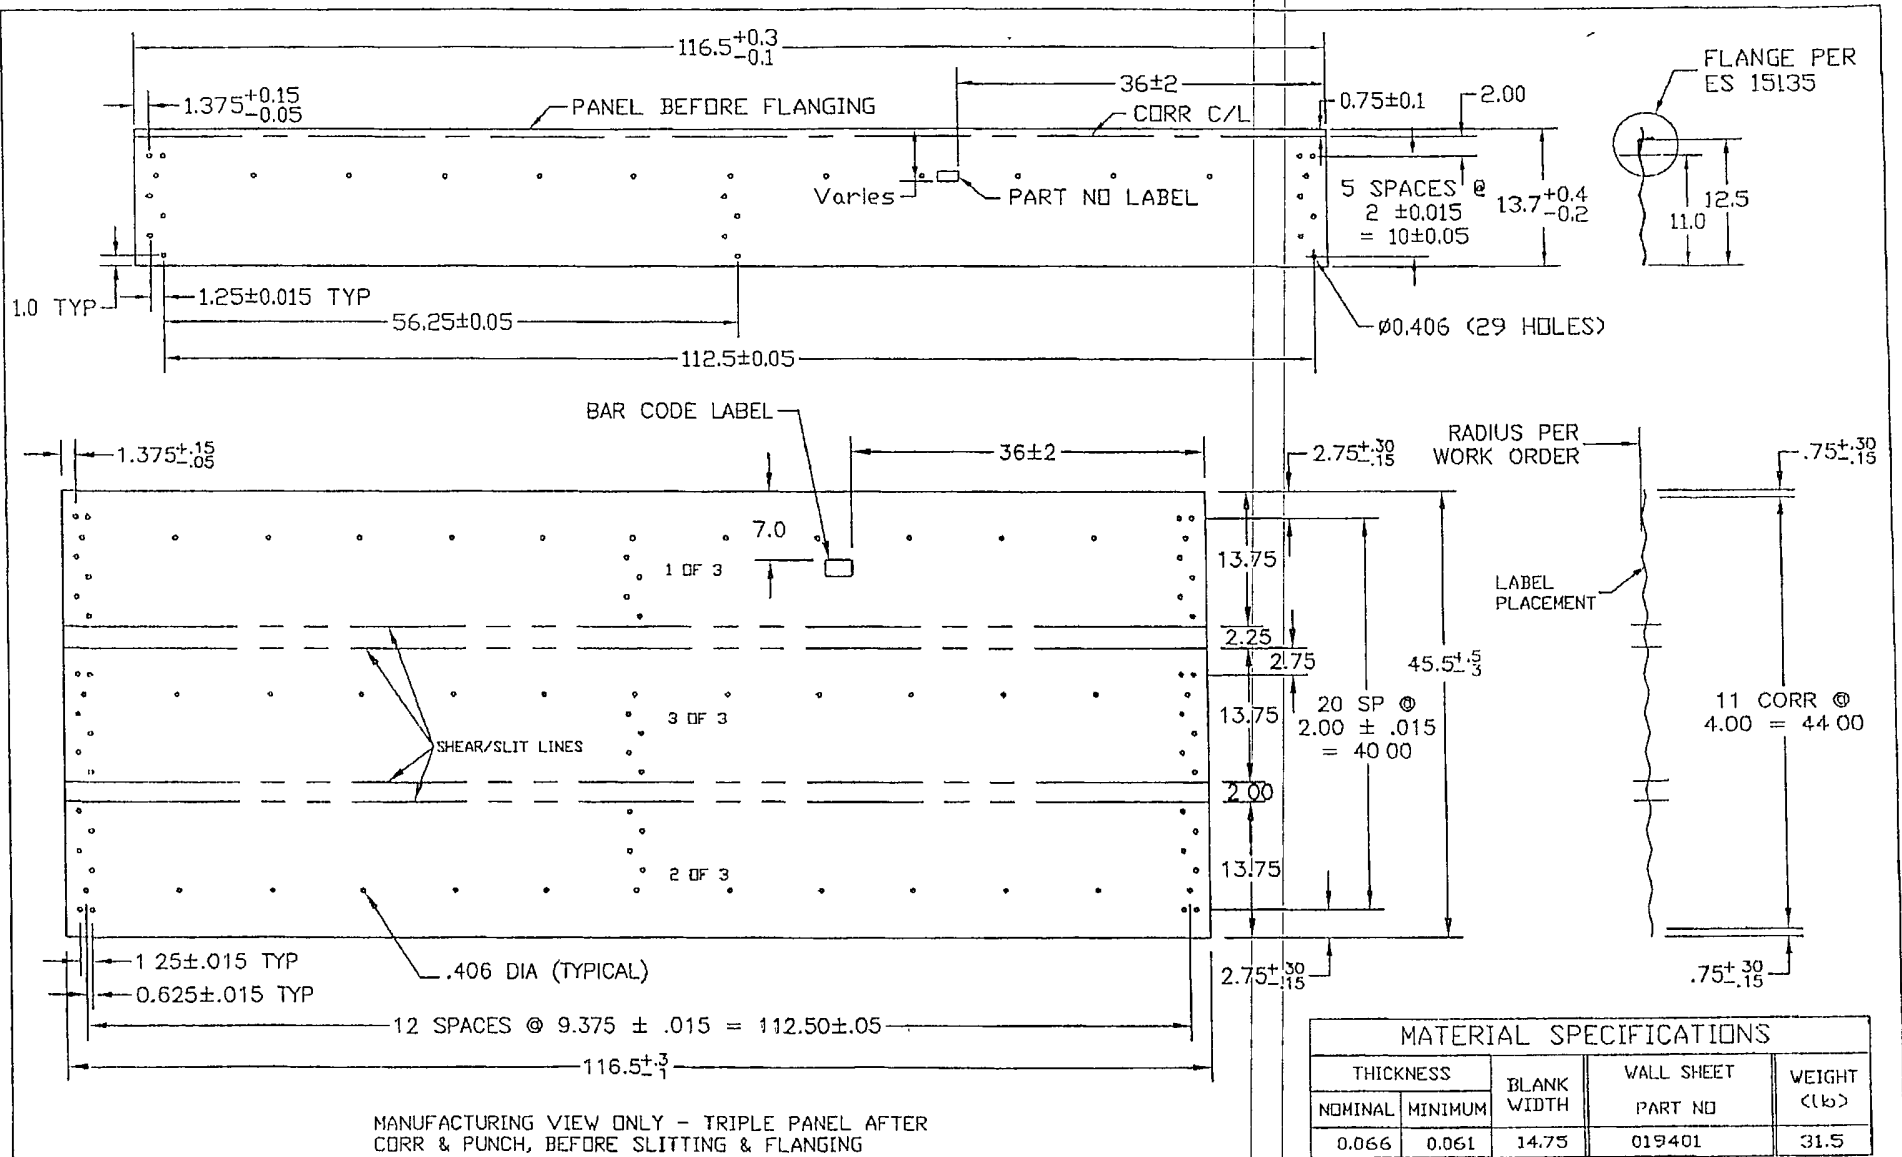 116.5+0.3
-0.1
36±2
FLANGE PER
ES 15135
1.375+0.15
-0.05
PANEL BEFORE FLANGING
CORR C/L
0.75±0.1
2.00
Varies
PART NO LABEL
5 SPACES @
2 ±0.015
= 10±0.05
13.7+0.4
-0.2
11.0
12.5
1.0 TYP
1.25±0.015 TYP
56.25±0.05
Ø0.406 (29 HOLES)
112.5±0.05
BAR CODE LABEL
1.375+.15
-.05
36±2
2.75+.30
-.15
RADIUS PER
WORK ORDER
.75+.30
-.15
7.0
1 OF 3
13.75
LABEL
PLACEMENT
2.25
2.75
45.5+.5
-.3
3 OF 3
13.75
20 SP @
2.00 ± .015
= 40 00
11 CORR @
4.00 = 44 00
SHEAR/SLIT LINES
2 00
2 OF 3
13.75
1 25±.015 TYP
.406 DIA (TYPICAL)
2.75+.30
-.15
.75+.30
-.15
0.625±.015 TYP
12 SPACES @ 9.375 ± .015 = 112.50±.05
116.5+.3
-.1
MATERIAL SPECIFICATIONS
THICKNESS
BLANK
WIDTH
WALL SHEET
PART NO
WEIGHT
(lb)
NOMINAL MINIMUM
0.066 0.061 14.75 019401 31.5
MANUFACTURING VIEW ONLY - TRIPLE PANEL AFTER
CORR & PUNCH, BEFORE SLITTING & FLANGING